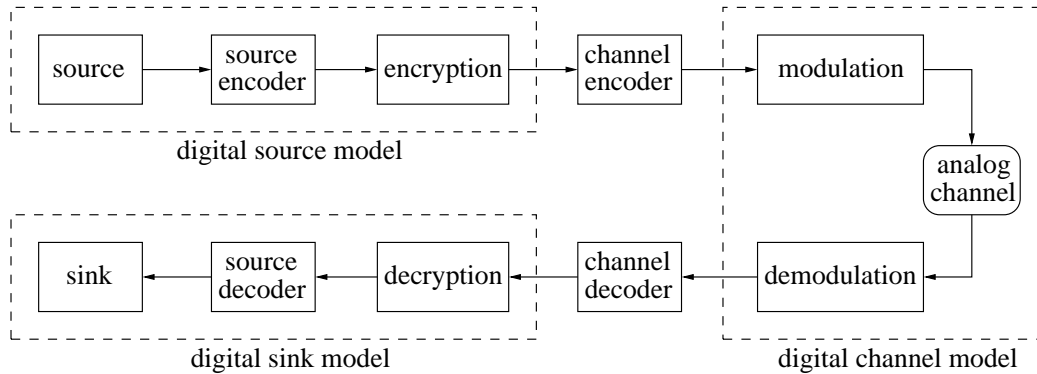 source
source
encoder
encryption
channel
encoder
modulation
digital source model
analog
channel
sink
source
decoder
decryption
channel
decoder
demodulation
digital sink model
digital channel model